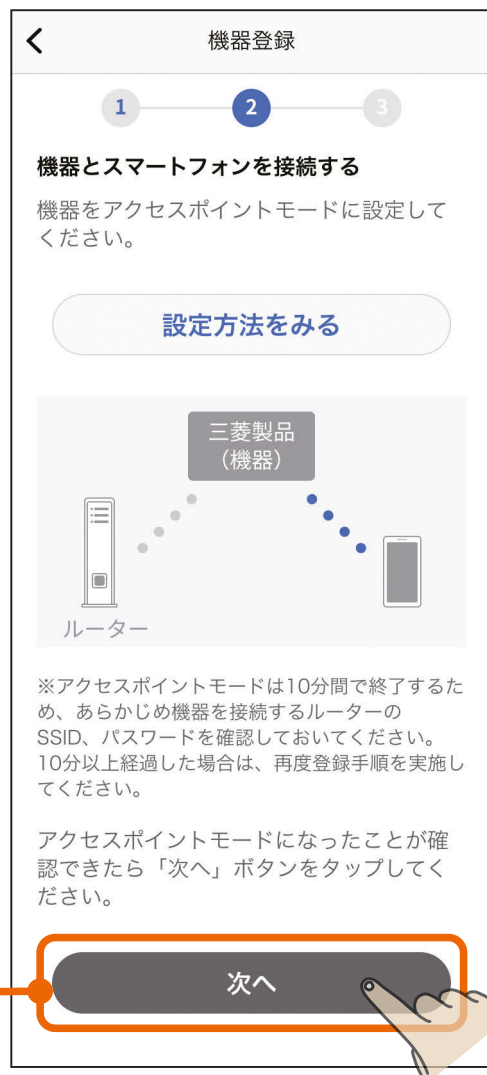 機器登録
1 2 3
機器とスマートフォンを接続する
機器をアクセスポイントモードに設定して
ください。
設定方法をみる
三菱製品
（機器）
ルーター
※アクセスポイントモードは10分間で終了するた
め、あらかじめ機器を接続するルーターの
SSID、パスワードを確認しておいてください。
10分以上経過した場合は、再度登録手順を実施し
てください。
アクセスポイントモードになったことが確
認できたら「次へ」ボタンをタップしてく
ださい。
次へ